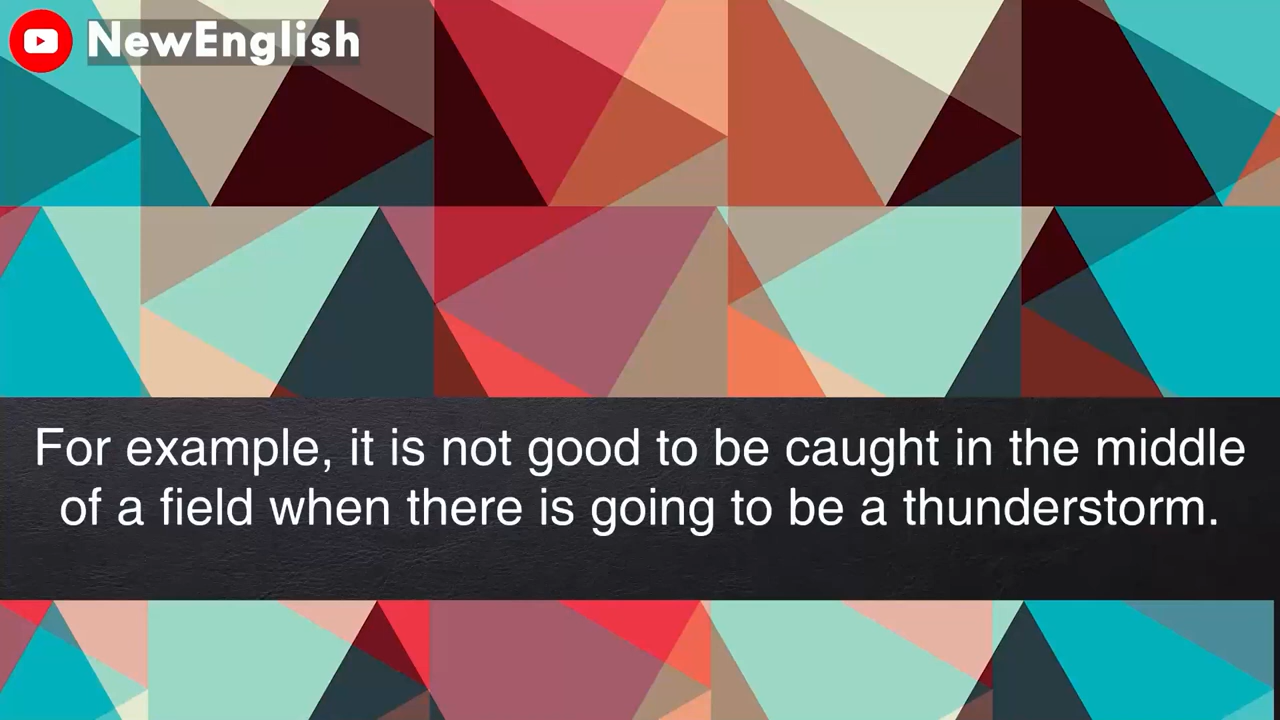 NewEnglish
For example, it is not good to be caught in the middle
of a field when there is going to be a thunderstorm.